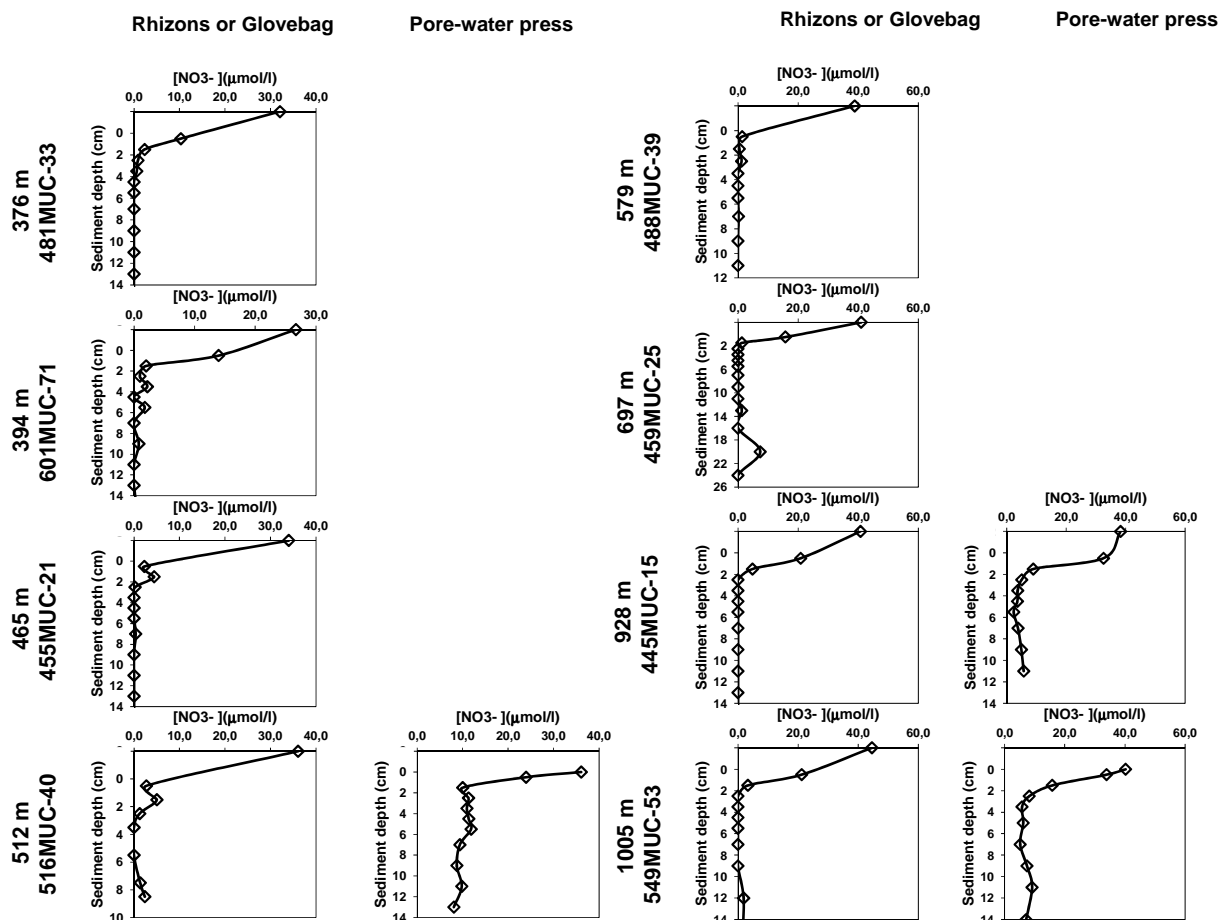 Rhizons or Glovebag
Pore-water press
376 m
481MUC-33
[NO3- ](µmol/l)
0,0 10,0 20,0 30,0 40,0
Sediment depth (cm)
0
2
4
6
8
10
12
14
394 m
601MUC-71
[NO3- ](µmol/l)
0,0 10,0 20,0 30,0
Sediment depth (cm)
0
2
4
6
8
10
12
14
465 m
455MUC-21
[NO3- ](µmol/l)
0,0 10,0 20,0 30,0 40,0
Sediment depth (cm)
0
2
4
6
8
10
12
14
512 m
516MUC-40
[NO3- ](µmol/l)
0,0 10,0 20,0 30,0 40,0
Sediment depth (cm)
0
2
4
6
8
10
[NO3- ](µmol/l)
0,0 10,0 20,0 30,0 40,0
Sediment depth (cm)
0
2
4
6
8
10
12
14
Rhizons or Glovebag
Pore-water press
579 m
488MUC-39
[NO3- ](µmol/l)
0,0 20,0 40,0 60,0
Sediment depth (cm)
0
2
4
6
8
10
12
697 m
459MUC-25
[NO3- ](µmol/l)
0,0 20,0 40,0 60,0
Sediment depth (cm)
2
6
10
14
18
22
26
928 m
445MUC-15
[NO3- ](µmol/l)
0,0 20,0 40,0 60,0
Sediment depth (cm)
0
2
4
6
8
10
12
14
[NO3- ](µmol/l)
0,0 20,0 40,0 60,0
Sediment depth (cm)
0
2
4
6
8
10
12
14
1005 m
549MUC-53
[NO3- ](µmol/l)
0,0 20,0 40,0 60,0
Sediment depth (cm)
0
2
4
6
8
10
12
14
[NO3- ](µmol/l)
0,0 20,0 40,0 60,0
Sediment depth (cm)
0
2
4
6
8
10
12
14